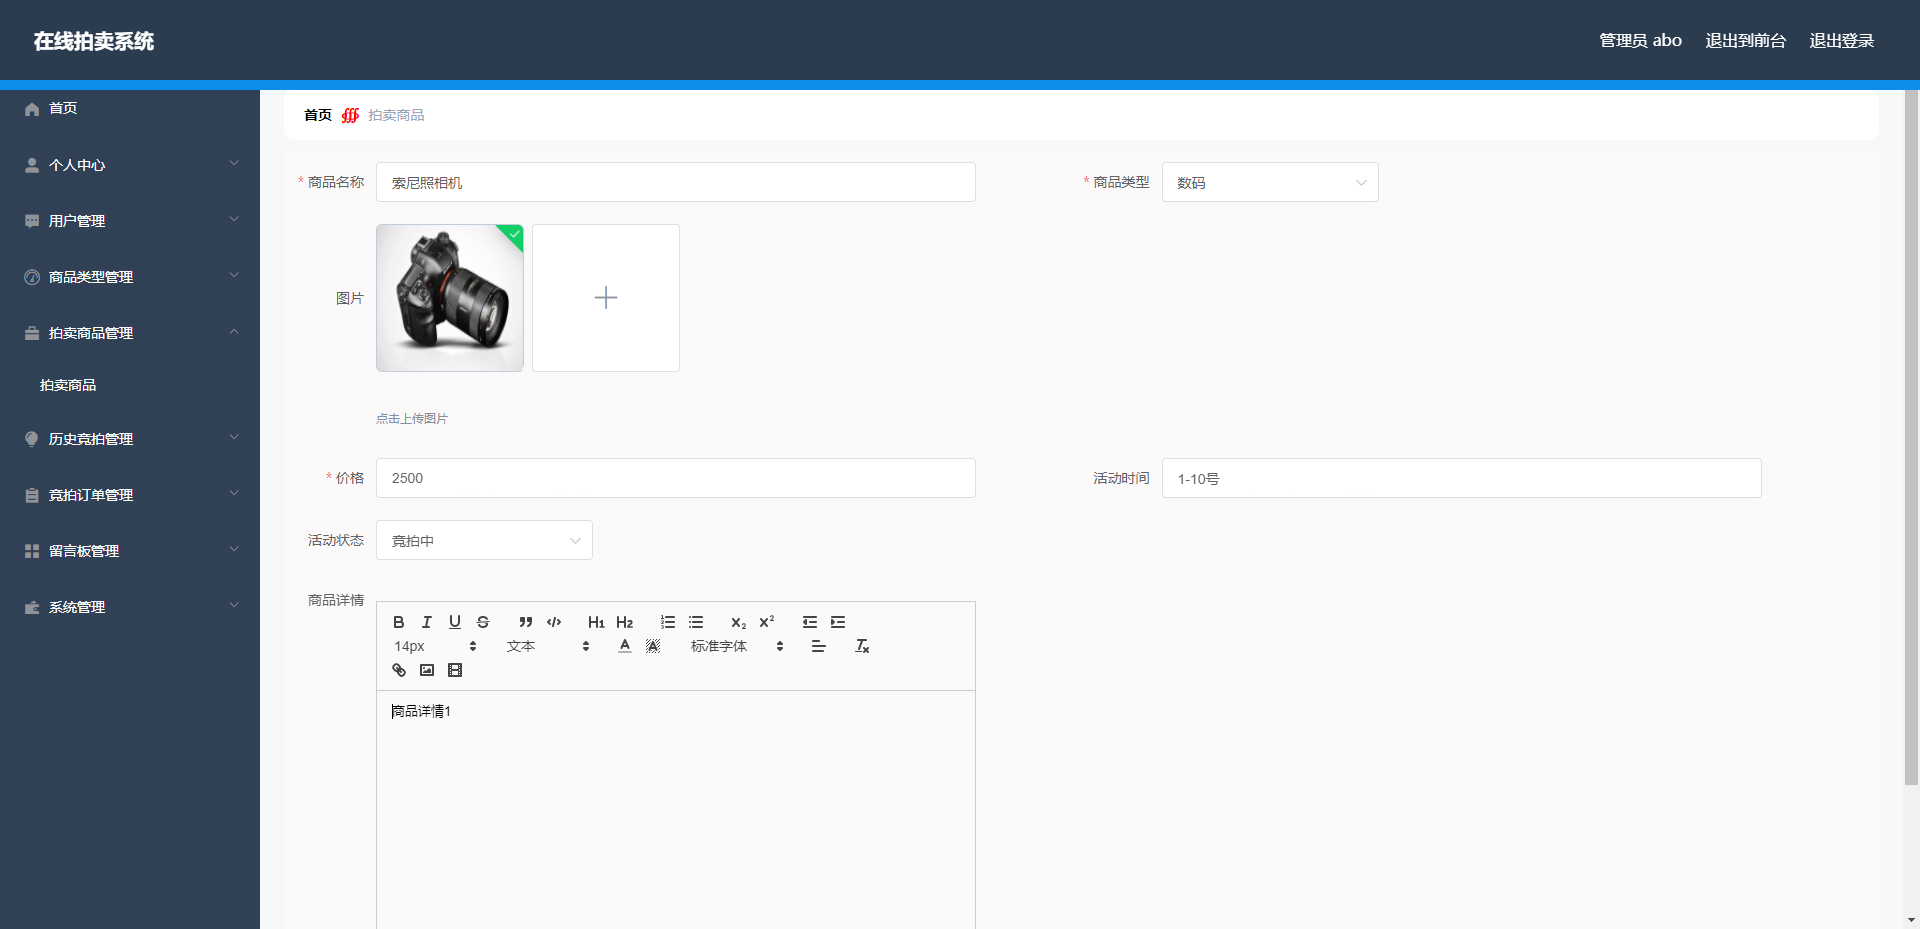 在线拍卖系统
管理员 abo 退出到前台 退出登录
首页
个人中心
用户管理
商品类型管理
拍卖商品管理
拍卖商品
历史竞拍管理
竞拍订单管理
留言板管理
系统管理
首页 拍卖商品
* 商品名称 索尼照相机
* 商品类型 数码
图片
点击上传图片
* 价格 2500
活动时间 1-10号
活动状态 竞拍中
商品详情
B I U S H1 H2 X2 X2
14px 文本 A A 标准字体 Tx
商品详情1